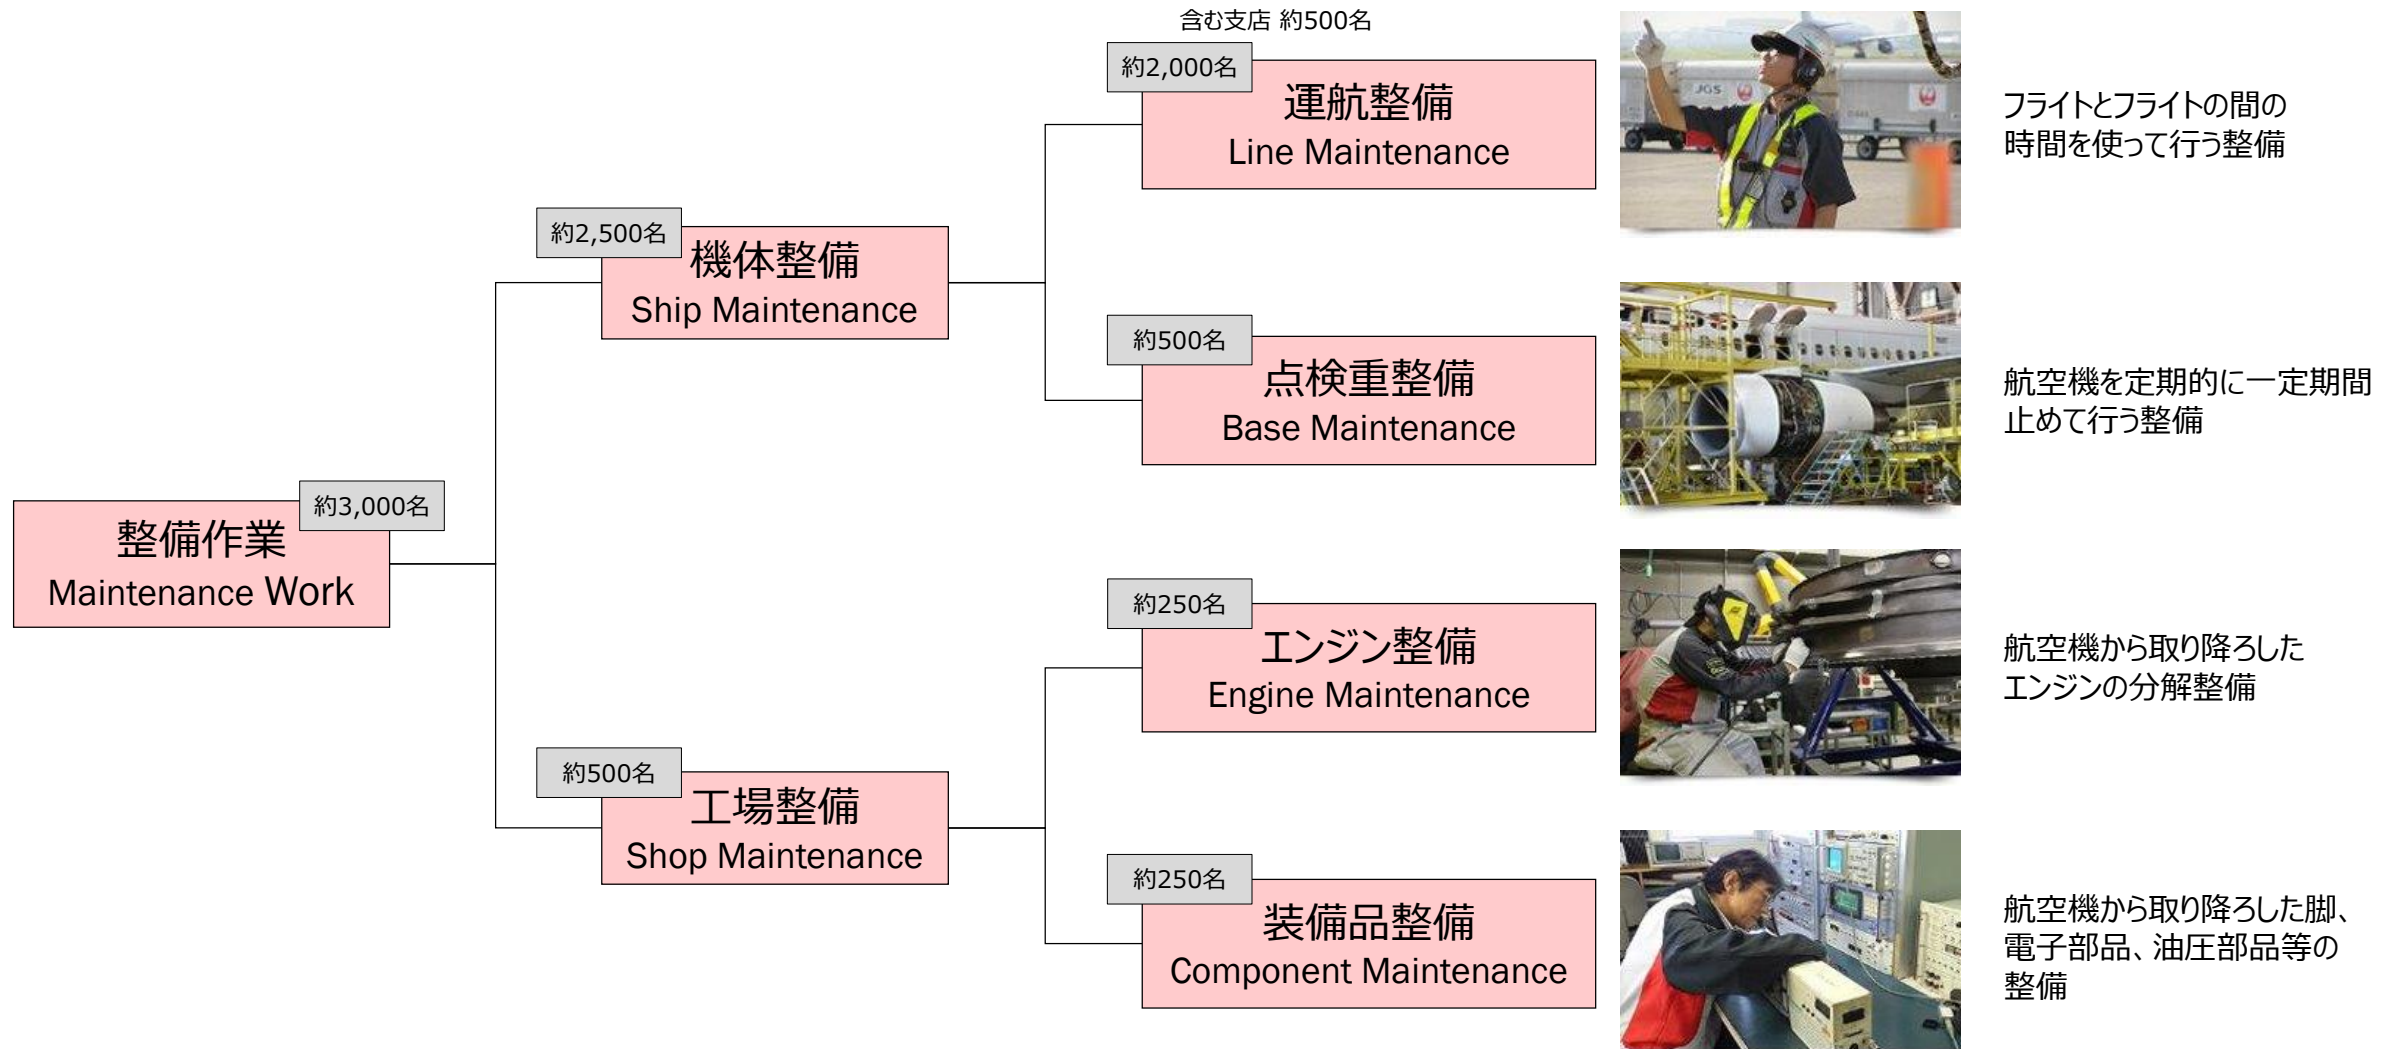 含む支店 約500名
約2,000名
運航整備
Line Maintenance
フライトとフライトの間の
時間を使って行う整備
JGS
約2,500名
機体整備
Ship Maintenance
約500名
点検重整備
Base Maintenance
航空機を定期的に一定期間
止めて行う整備
約3,000名
整備作業
Maintenance Work
約250名
エンジン整備
Engine Maintenance
航空機から取り降ろした
エンジンの分解整備
約500名
工場整備
Shop Maintenance
約250名
装備品整備
Component Maintenance
航空機から取り降ろした脚、
電子部品、油圧部品等の
整備